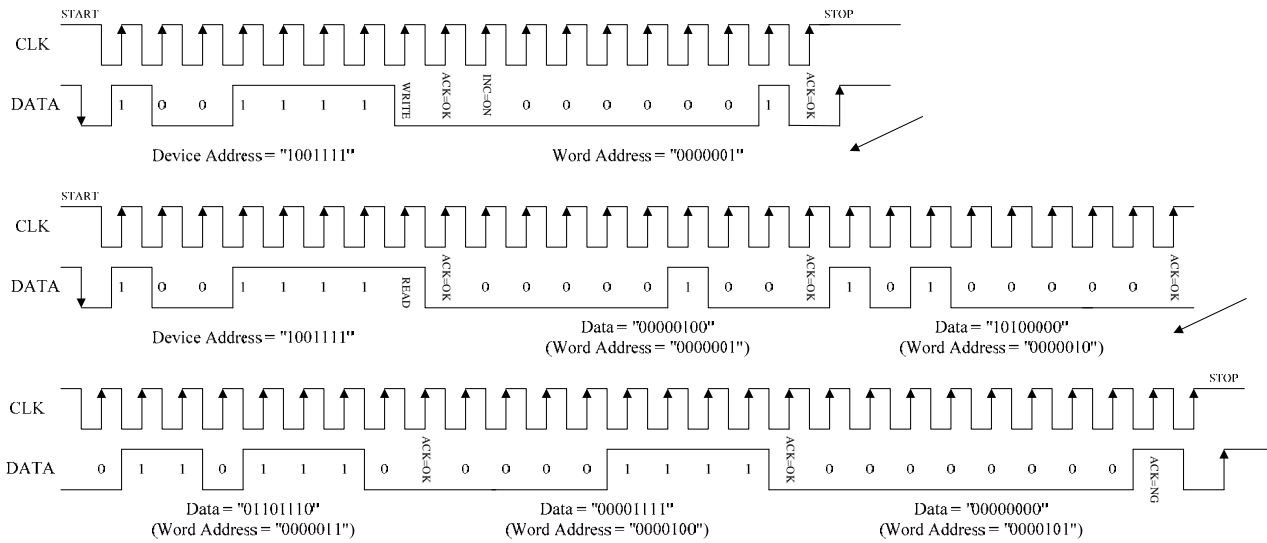 START STOP
CLK
DATA 1 0 0 1 1 1 1 WRITE ACK=OK INC=ON 0 0 0 0 0 0 1 ACK=OK
Device Address = "1001111" Word Address = "0000001"
START
CLK
DATA 1 0 0 1 1 1 1 READ ACK=OK 0 0 0 0 0 1 0 0 ACK=OK 1 0 1 0 0 0 0 0 ACK=OK
Device Address = "1001111" Data = "00000100" Data = "10100000"
(Word Address = "0000001") (Word Address = "0000010")
STOP
CLK
DATA 0 1 1 0 1 1 1 0 ACK=OK 0 0 0 0 1 1 1 1 ACK=OK 0 0 0 0 0 0 0 0 ACK=NG
Data = "01101110" Data = "00001111" Data = "00000000"
(Word Address = "0000011") (Word Address = "0000100") (Word Address = "0000101")